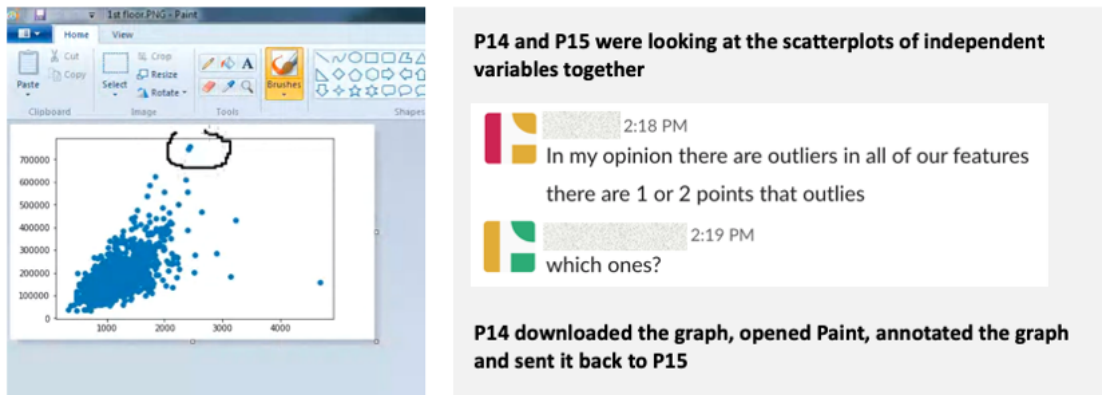 1st floor.PNG - Paint
Home View
Cut
Copy
Paste
Clipboard
Select
Crop
Resize
Rotate
Image
A
Tools
Brushes
Shapes
700000
600000
500000
400000
300000
200000
100000
0
1000 2000 3000 4000
P14 and P15 were looking at the scatterplots of independent
variables together
2:18 PM
In my opinion there are outliers in all of our features
there are 1 or 2 points that outlies
2:19 PM
which ones?
P14 downloaded the graph, opened Paint, annotated the graph
and sent it back to P15